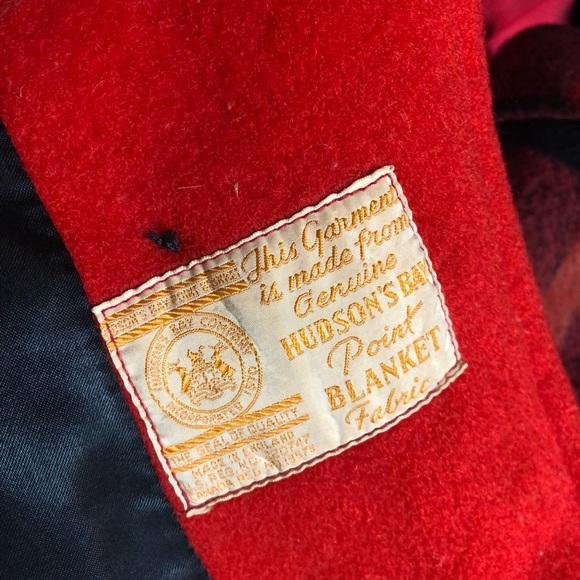 This Garment
is made from
Genuine
HUDSON'S BAY
Point
BLANKET
Fabric
HUDSON'S BAY COMPANY
INCORPORATED
THE SEAL OF QUALITY
MADE IN ENGLAND